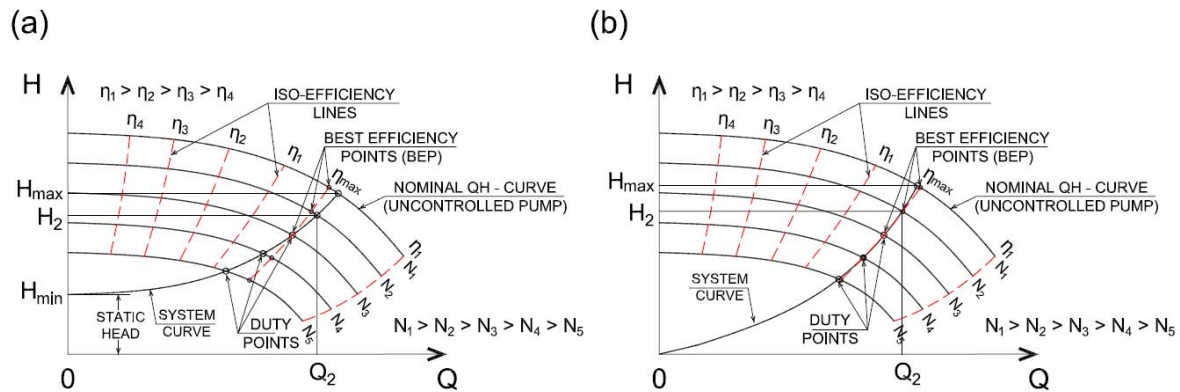 (a)
H
η1 > η2 > η3 > η4
ISO-EFFICIENCY
LINES
η4
η3
η2
η1
ηmax
BEST EFFICIENCY
POINTS (BEP)
NOMINAL QH - CURVE
(UNCONTROLLED PUMP)
Hmax
H2
Hmin
STATIC
HEAD
SYSTEM
CURVE
DUTY
POINTS
η1
N1
N2
N3
N4
N5
N1 > N2 > N3 > N4 > N5
0
Q2
Q
(b)
H
η1 > η2 > η3 > η4
ISO-EFFICIENCY
LINES
η4
η3
η2
η1
ηmax
BEST EFFICIENCY
POINTS (BEP)
NOMINAL QH - CURVE
(UNCONTROLLED PUMP)
Hmax
H2
SYSTEM
CURVE
DUTY
POINTS
η1
N1
N2
N3
N4
N5
N1 > N2 > N3 > N4 > N5
0
Q2
Q